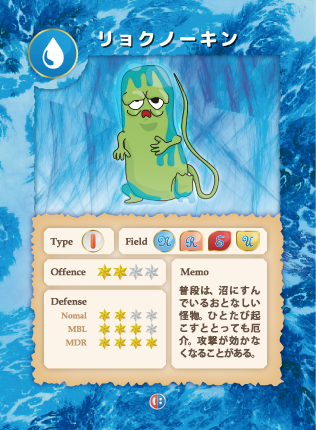 リョクノーキン
Type I Field N R S U
Offence
Memo
普段は、沼にすん
でいるおとなしい
怪物。ひとたび起
こすととっても厄
介。攻撃が効かな
くなることがある。
Defense
Nomal
MBL
MDR